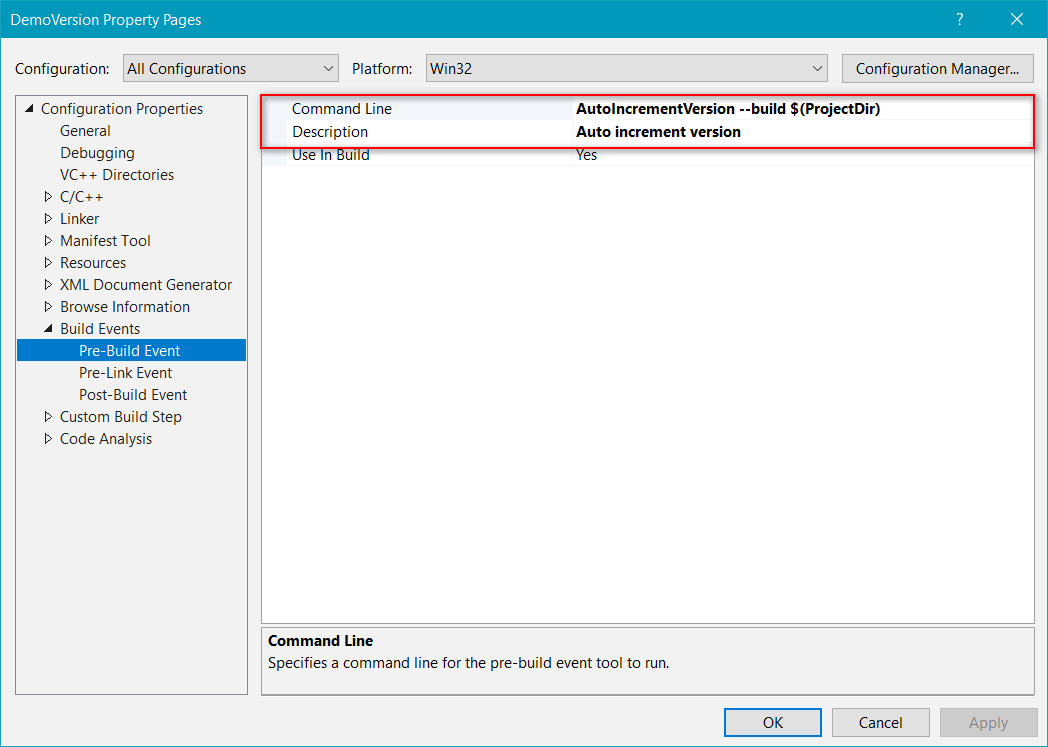 DemoVersion Property Pages
?
Configuration: All Configurations Platform: Win32 Configuration Manager...
Configuration Properties
General
Debugging
VC++ Directories
C/C++
Linker
Manifest Tool
Resources
XML Document Generator
Browse Information
Build Events
Pre-Build Event
Pre-Link Event
Post-Build Event
Custom Build Step
Code Analysis
Command Line AutoIncrementVersion --build $(ProjectDir)
Description Auto increment version
Use In Build Yes
Command Line
Specifies a command line for the pre-build event tool to run.
OK Cancel Apply